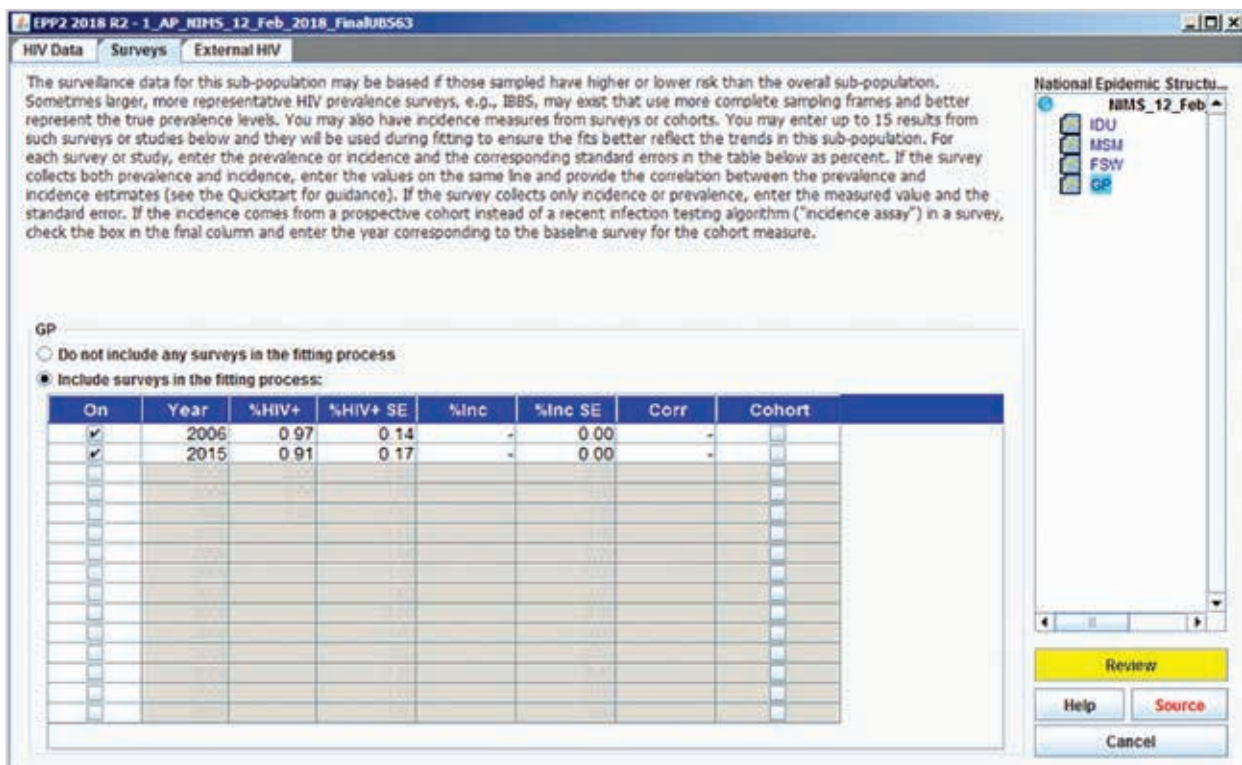 EPP2 2018 R2 - 1_AP_NIMS_12_Feb_2018_FinalUB563
HIV Data Surveys External HIV
The surveillance data for this sub-population may be biased if those sampled have higher or lower risk than the overall sub-population.
Sometimes larger, more representative HIV prevalence surveys, e.g., IBBS, may exist that use more complete sampling frames and better
represent the true prevalence levels. You may also have incidence measures from surveys or cohorts. You may enter up to 15 results from
such surveys or studies below and they will be used during fitting to ensure the fits better reflect the trends in this sub-population. For
each survey or study, enter the prevalence or incidence and the corresponding standard errors in the table below as percent. If the survey
collects both prevalence and incidence, enter the values on the same line and provide the correlation between the prevalence and
incidence estimates (see the Quickstart for guidance). If the survey collects only incidence or prevalence, enter the measured value and the
standard error. If the incidence comes from a prospective cohort instead of a recent infection testing algorithm ("incidence assay") in a survey,
check the box in the final column and enter the year corresponding to the baseline survey for the cohort measure.
GP
Do not include any surveys in the fitting process
Include surveys in the fitting process:
On Year %HIV+ %HIV+ SE %Inc %Inc SE Corr Cohort
2006 0.97 0.14 - 0.00 -
2015 0.91 0.17 - 0.00 -
National Epidemic Structu...
NIMS_12_Feb
IDU
MSM
FSW
GP
Review
Help Source
Cancel